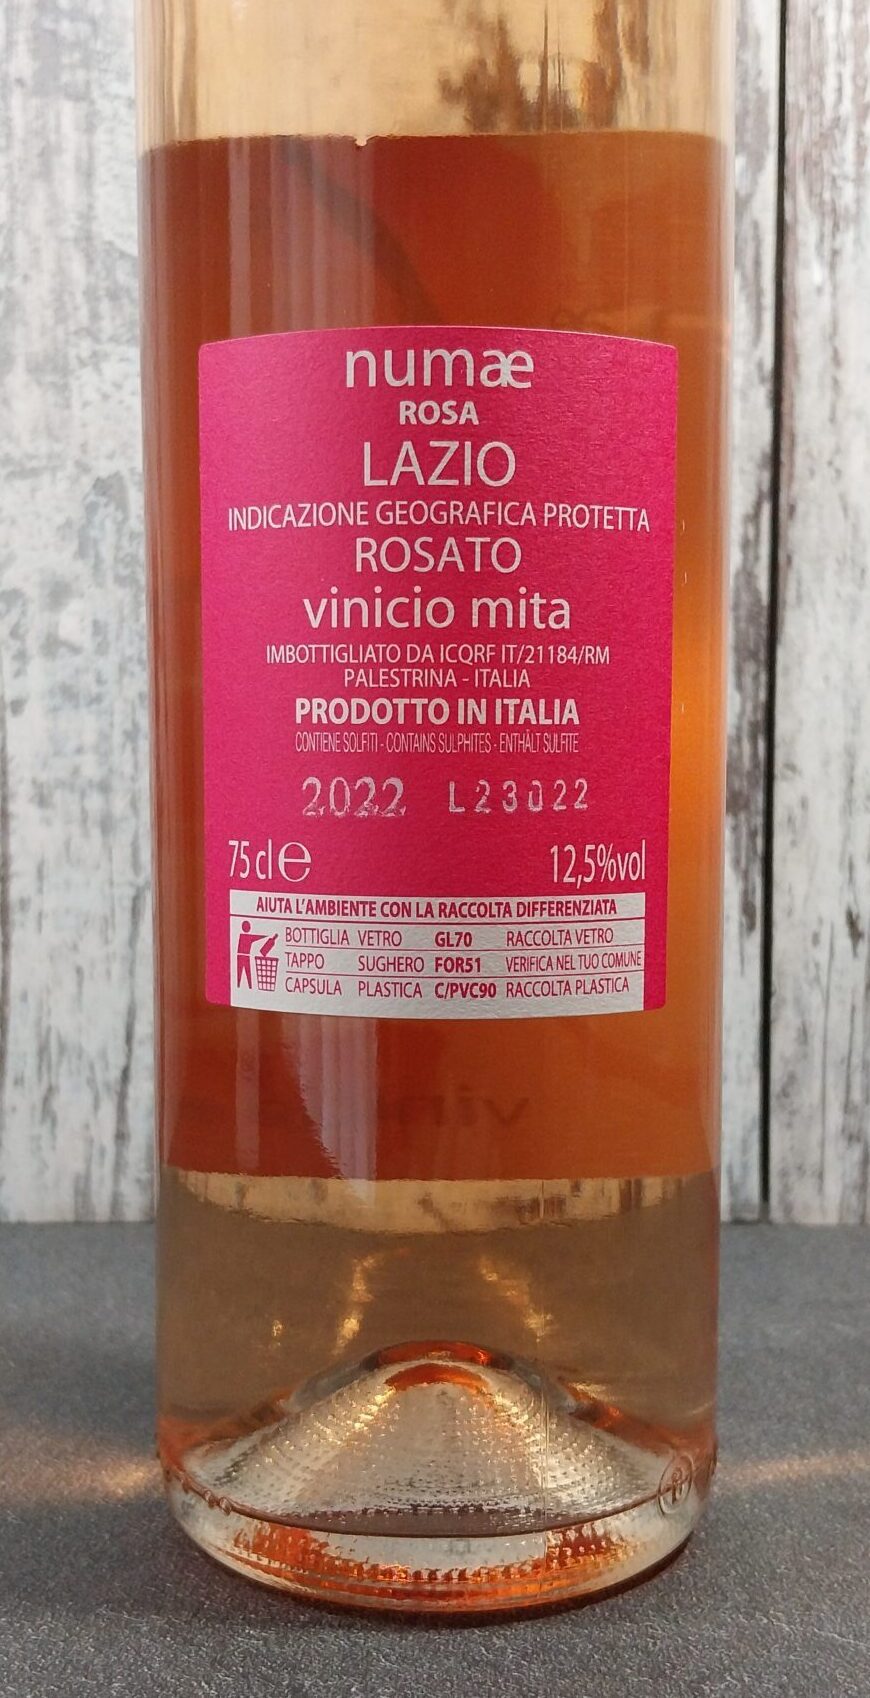 numæ
ROSA
LAZIO
INDICAZIONE GEOGRAFICA PROTETTA
ROSATO
vinicio mita
IMBOTTIGLIATO DA ICQRF IT/21184/RM
PALESTRINA - ITALIA
PRODOTTO IN ITALIA
CONTIENE SOLFITI - CONTAINS SULPHITES - ENTHÄLT SULFITE
2022 L23022
75 cl e 12,5%vol
AIUTA L'AMBIENTE CON LA RACCOLTA DIFFERENZIATA
BOTTIGLIA VETRO GL70 RACCOLTA VETRO
TAPPO SUGHERO FOR51 VERIFICA NEL TUO COMUNE
CAPSULA PLASTICA C/PVC90 RACCOLTA PLASTICA